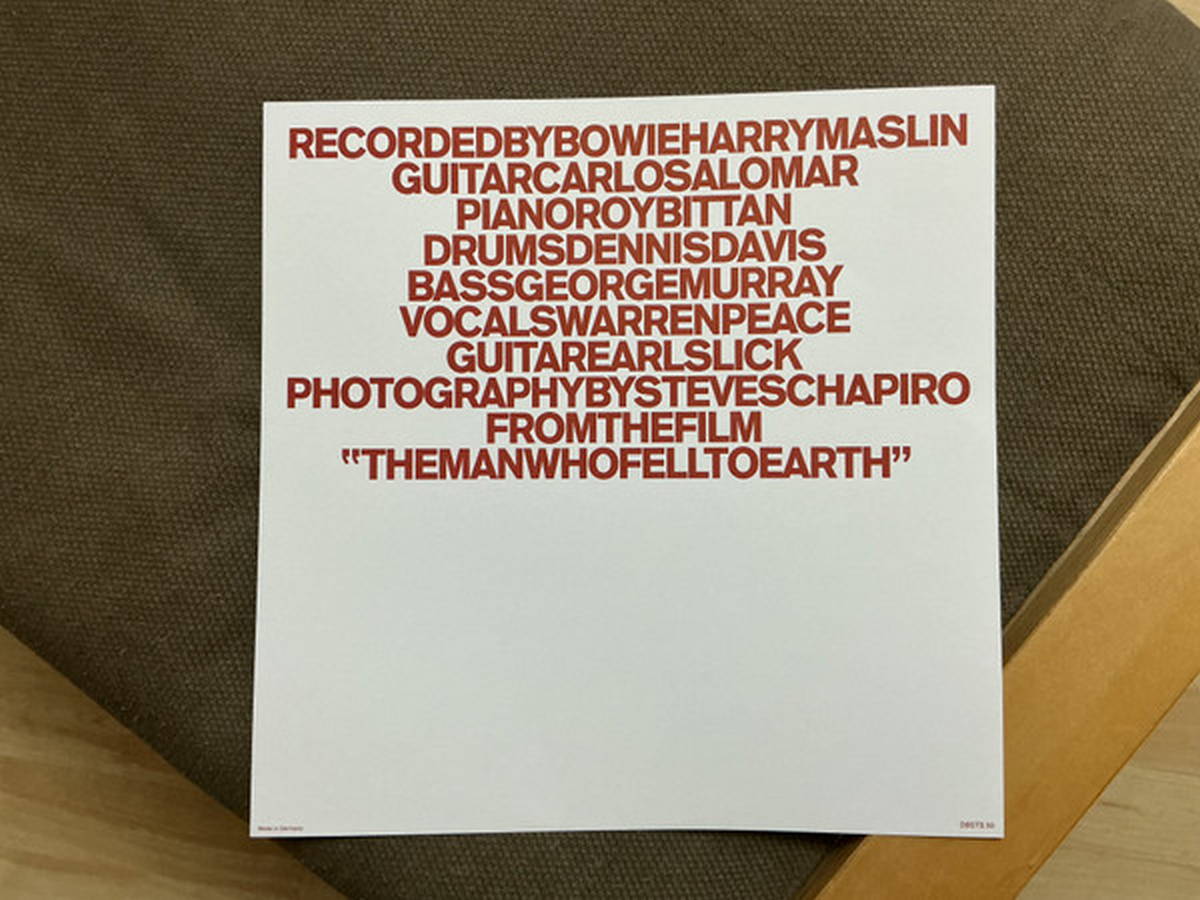 RECORDEDBYBOWIEHARRYMASLIN
GUITARCARLOSALOMAR
PIANOROYBITTAN
DRUMSDENNISDAVIS
BASSGEORGEMURRAY
VOCALSWARRENPEACE
GUITAREARLSLICK
PHOTOGRAPHYBYSTEVESCHAPIRO
FROMTHEFILM
“THEMANWHOFELLTOEARTH”
Made in Germany